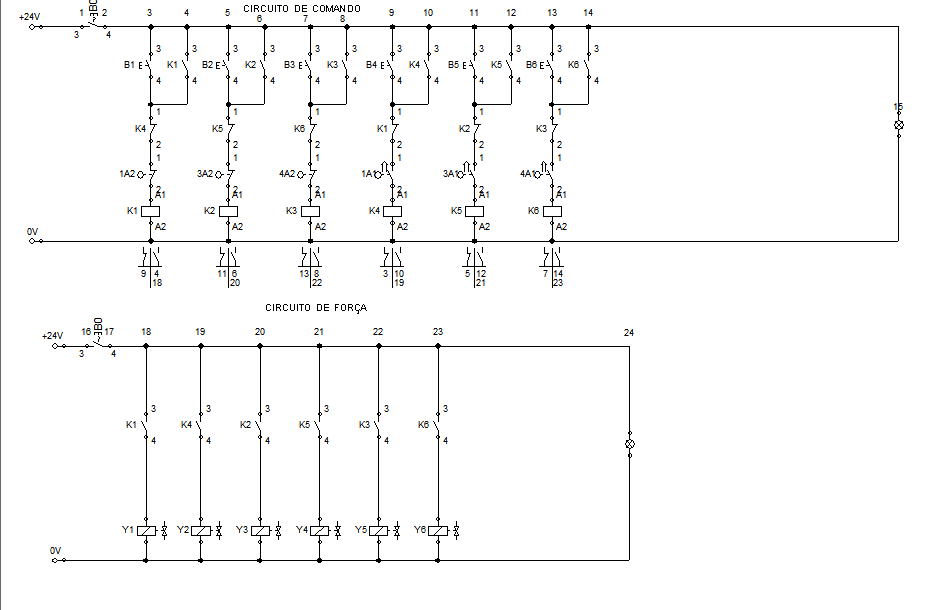 CIRCUITO DE COMANDO
+24V 1 2 3 4 5 6 7 8 9 10 11 12 13 14
3 4
3 3 3 3 3 3 3 3 3 3 3 3
B1 K1 B2 K2 B3 K3 B4 K4 B5 K5 B6 K6
4 4 4 4 4 4 4 4 4 4 4 4
15
1 1 1 1 1 1
K4 K5 K6 K1 K2 K3
2 2 2 2 2 2
1 1 1 1 1 1
1A2 3A2 4A2 1A1 3A1 4A1
2 2 2 2 2 2
A1 A1 A1 A1 A1 A1
K1 K2 K3 K4 K5 K6
A2 A2 A2 A2 A2 A2
0V
9 4 11 6 13 8 3 10 5 12 7 14
18 20 22 19 21 23
CIRCUITO DE FORÇA
+24V 16 17 18 19 20 21 22 23 24
3 4
3 3 3 3 3 3
K1 K4 K2 K5 K3 K6
4 4 4 4 4 4
Y1 Y2 Y3 Y4 Y5 Y6
0V